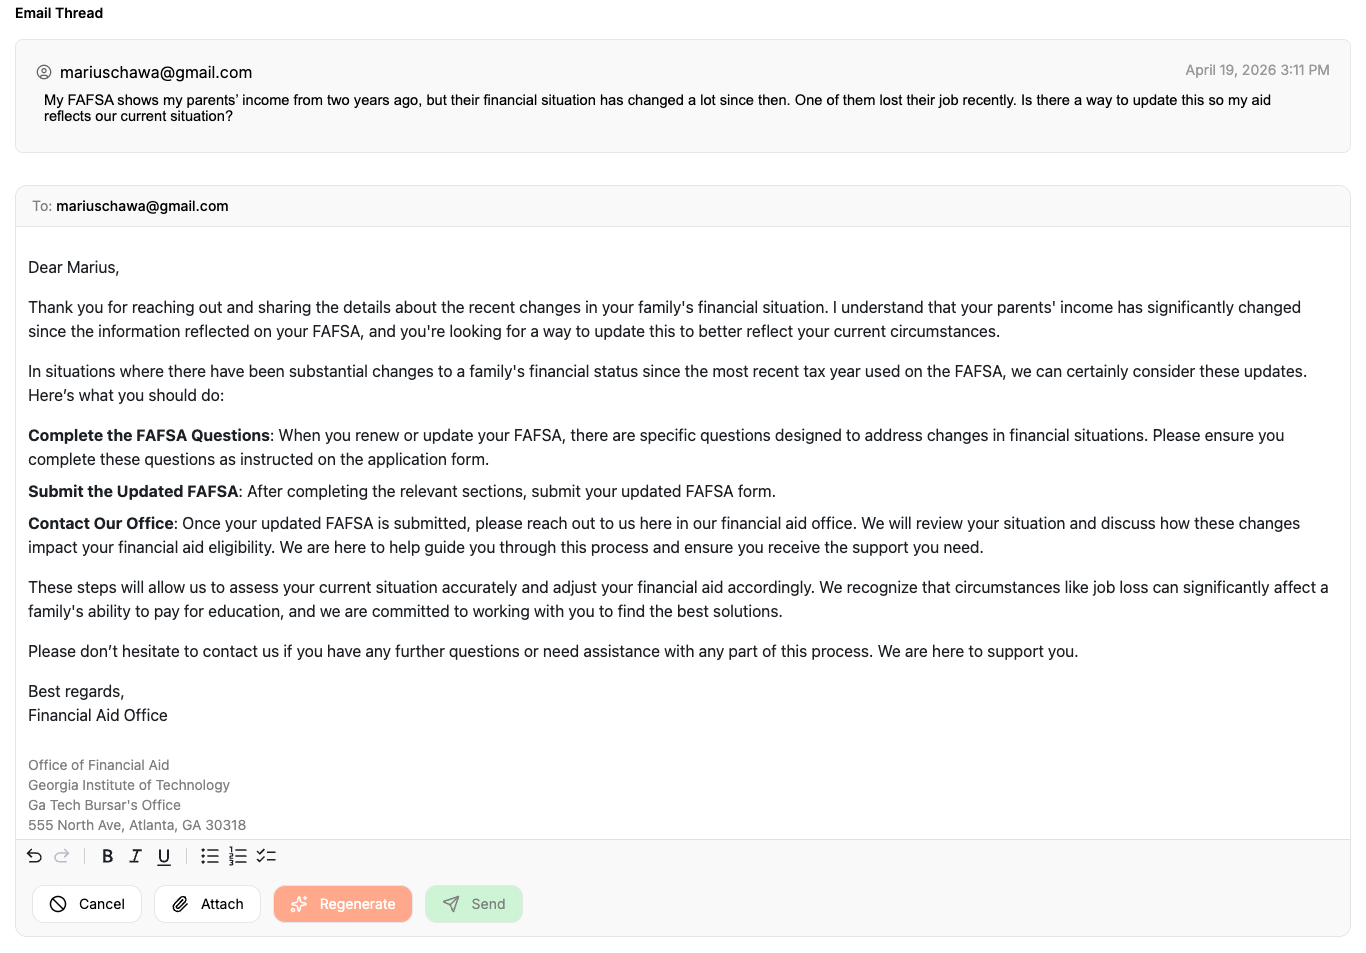 Email Thread
mariuschawa@gmail.com
April 19, 2026 3:11 PM
My FAFSA shows my parents’ income from two years ago, but their financial situation has changed a lot since then. One of them lost their job recently. Is there a way to update this so my aid
reflects our current situation?
To: mariuschawa@gmail.com
Dear Marius,
Thank you for reaching out and sharing the details about the recent changes in your family's financial situation. I understand that your parents' income has significantly changed
since the information reflected on your FAFSA, and you're looking for a way to update this to better reflect your current circumstances.
In situations where there have been substantial changes to a family's financial status since the most recent tax year used on the FAFSA, we can certainly consider these updates.
Here’s what you should do:
Complete the FAFSA Questions: When you renew or update your FAFSA, there are specific questions designed to address changes in financial situations. Please ensure you
complete these questions as instructed on the application form.
Submit the Updated FAFSA: After completing the relevant sections, submit your updated FAFSA form.
Contact Our Office: Once your updated FAFSA is submitted, please reach out to us here in our financial aid office. We will review your situation and discuss how these changes
impact your financial aid eligibility. We are here to help guide you through this process and ensure you receive the support you need.
These steps will allow us to assess your current situation accurately and adjust your financial aid accordingly. We recognize that circumstances like job loss can significantly affect a
family's ability to pay for education, and we are committed to working with you to find the best solutions.
Please don’t hesitate to contact us if you have any further questions or need assistance with any part of this process. We are here to support you.
Best regards,
Financial Aid Office
Office of Financial Aid
Georgia Institute of Technology
Ga Tech Bursar's Office
555 North Ave, Atlanta, GA 30318
B I U
Cancel Attach Regenerate Send